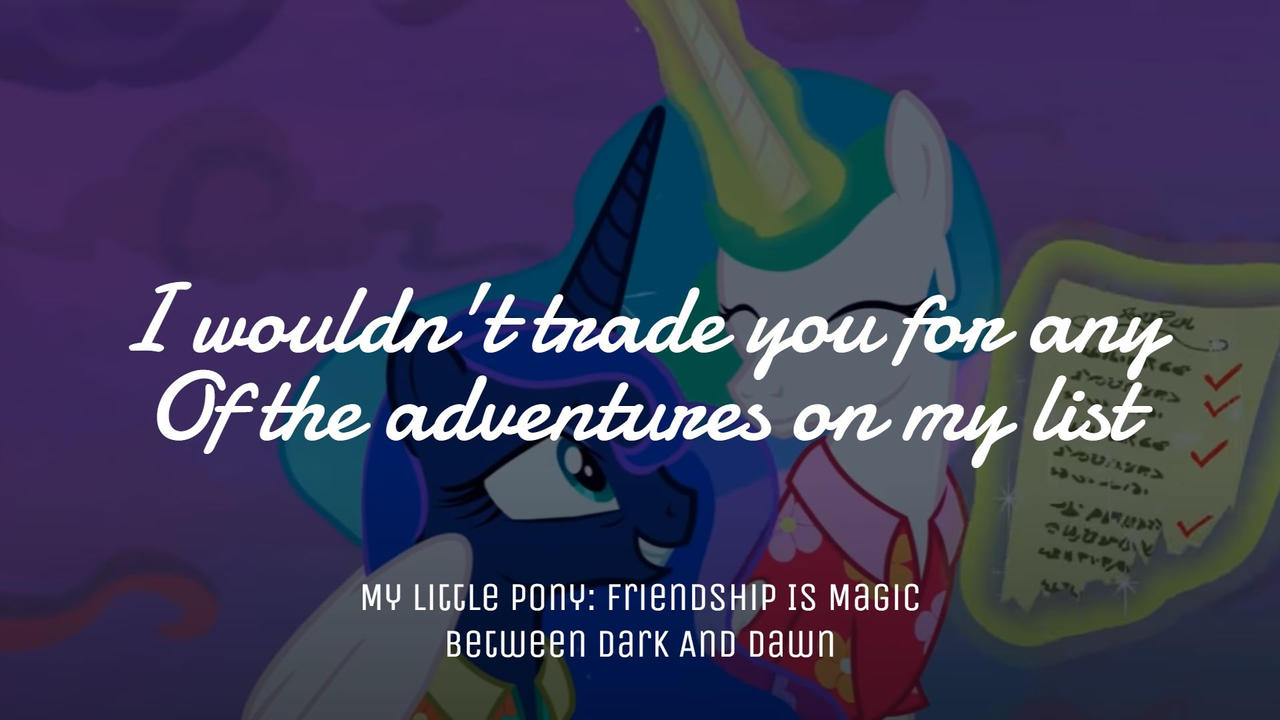 I wouldn't trade you for any
Of the adventures on my list
My Little Pony: Friendship Is Magic
Between Dark And Dawn